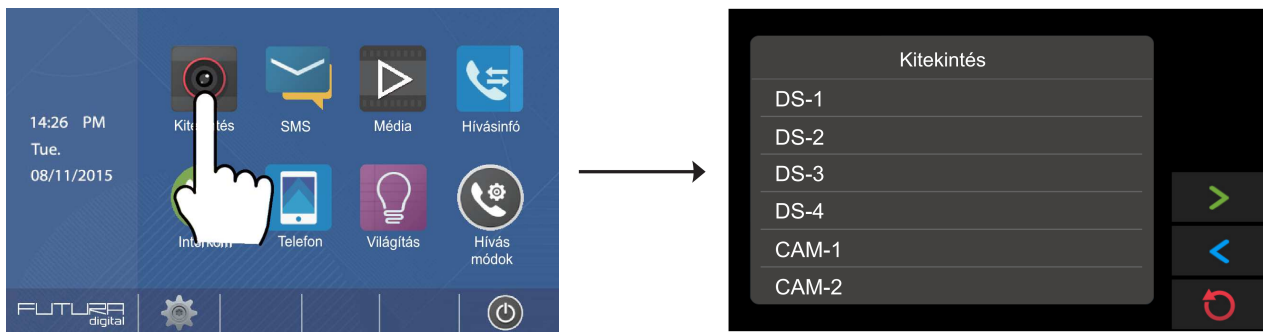 Kitekintés
SMS
Média
Hívásinfó
14:26 PM
Tue.
08/11/2015
Telefon
Világítás
Hívás
módok
FUTURA
digital
Kitekintés
DS-1
DS-2
DS-3
DS-4
CAM-1
CAM-2